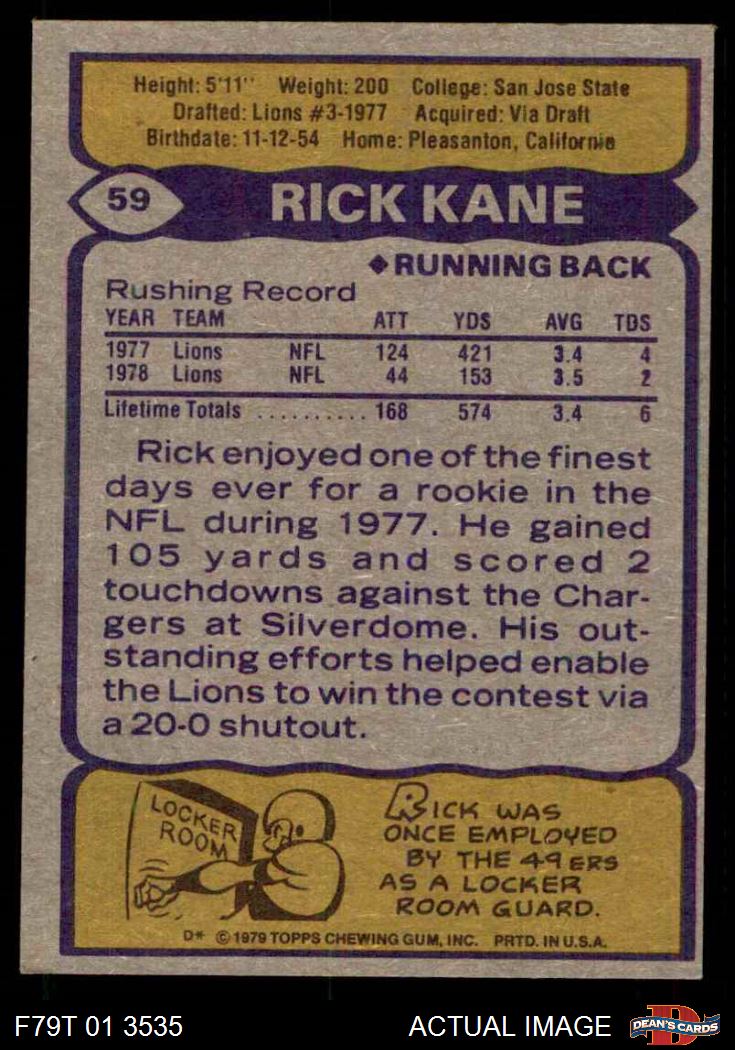 Height: 5'11'' Weight: 200 College: San Jose State
Drafted: Lions #3-1977 Acquired: Via Draft
Birthdate: 11-12-54 Home: Pleasanton, California
59 RICK KANE
◆RUNNING BACK
Rushing Record
YEAR TEAM ATT YDS AVG TDS
1977 Lions NFL 124 421 3.4 4
1978 Lions NFL 44 153 3.5 2
Lifetime Totals .......... 168 574 3.4 6
Rick enjoyed one of the finest
days ever for a rookie in the
NFL during 1977. He gained
105 yards and scored 2
touchdowns against the Char-
gers at Silverdome. His out-
standing efforts helped enable
the Lions to win the contest via
a 20-0 shutout.
LOCKER
ROOM
RICK WAS
ONCE EMPLOYED
BY THE 49ERS
AS A LOCKER
ROOM GUARD.
D* © 1979 TOPPS CHEWING GUM, INC. PRTD. IN U.S.A.
F79T 01 3535 ACTUAL IMAGE DEAN'S CARDS